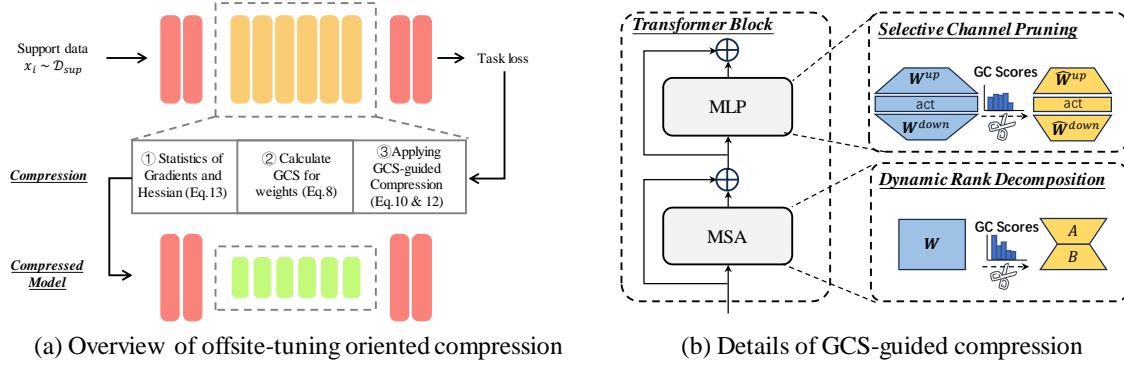 Support data
x_i ~ D_sup
Task loss
Compression
① Statistics of
Gradients and
Hessian (Eq.13)
② Calculate
GCS for
weights (Eq.8)
③ Applying
GCS-guided
Compression
(Eq.10 & 12)
Compressed
Model
(a) Overview of offsite-tuning oriented compression
Transformer Block
MLP
MSA
Selective Channel Pruning
W^up
act
W^down
GC Scores
Ŵ^up
act
Ŵ^down
Dynamic Rank Decomposition
W
GC Scores
A
B
(b) Details of GCS-guided compression